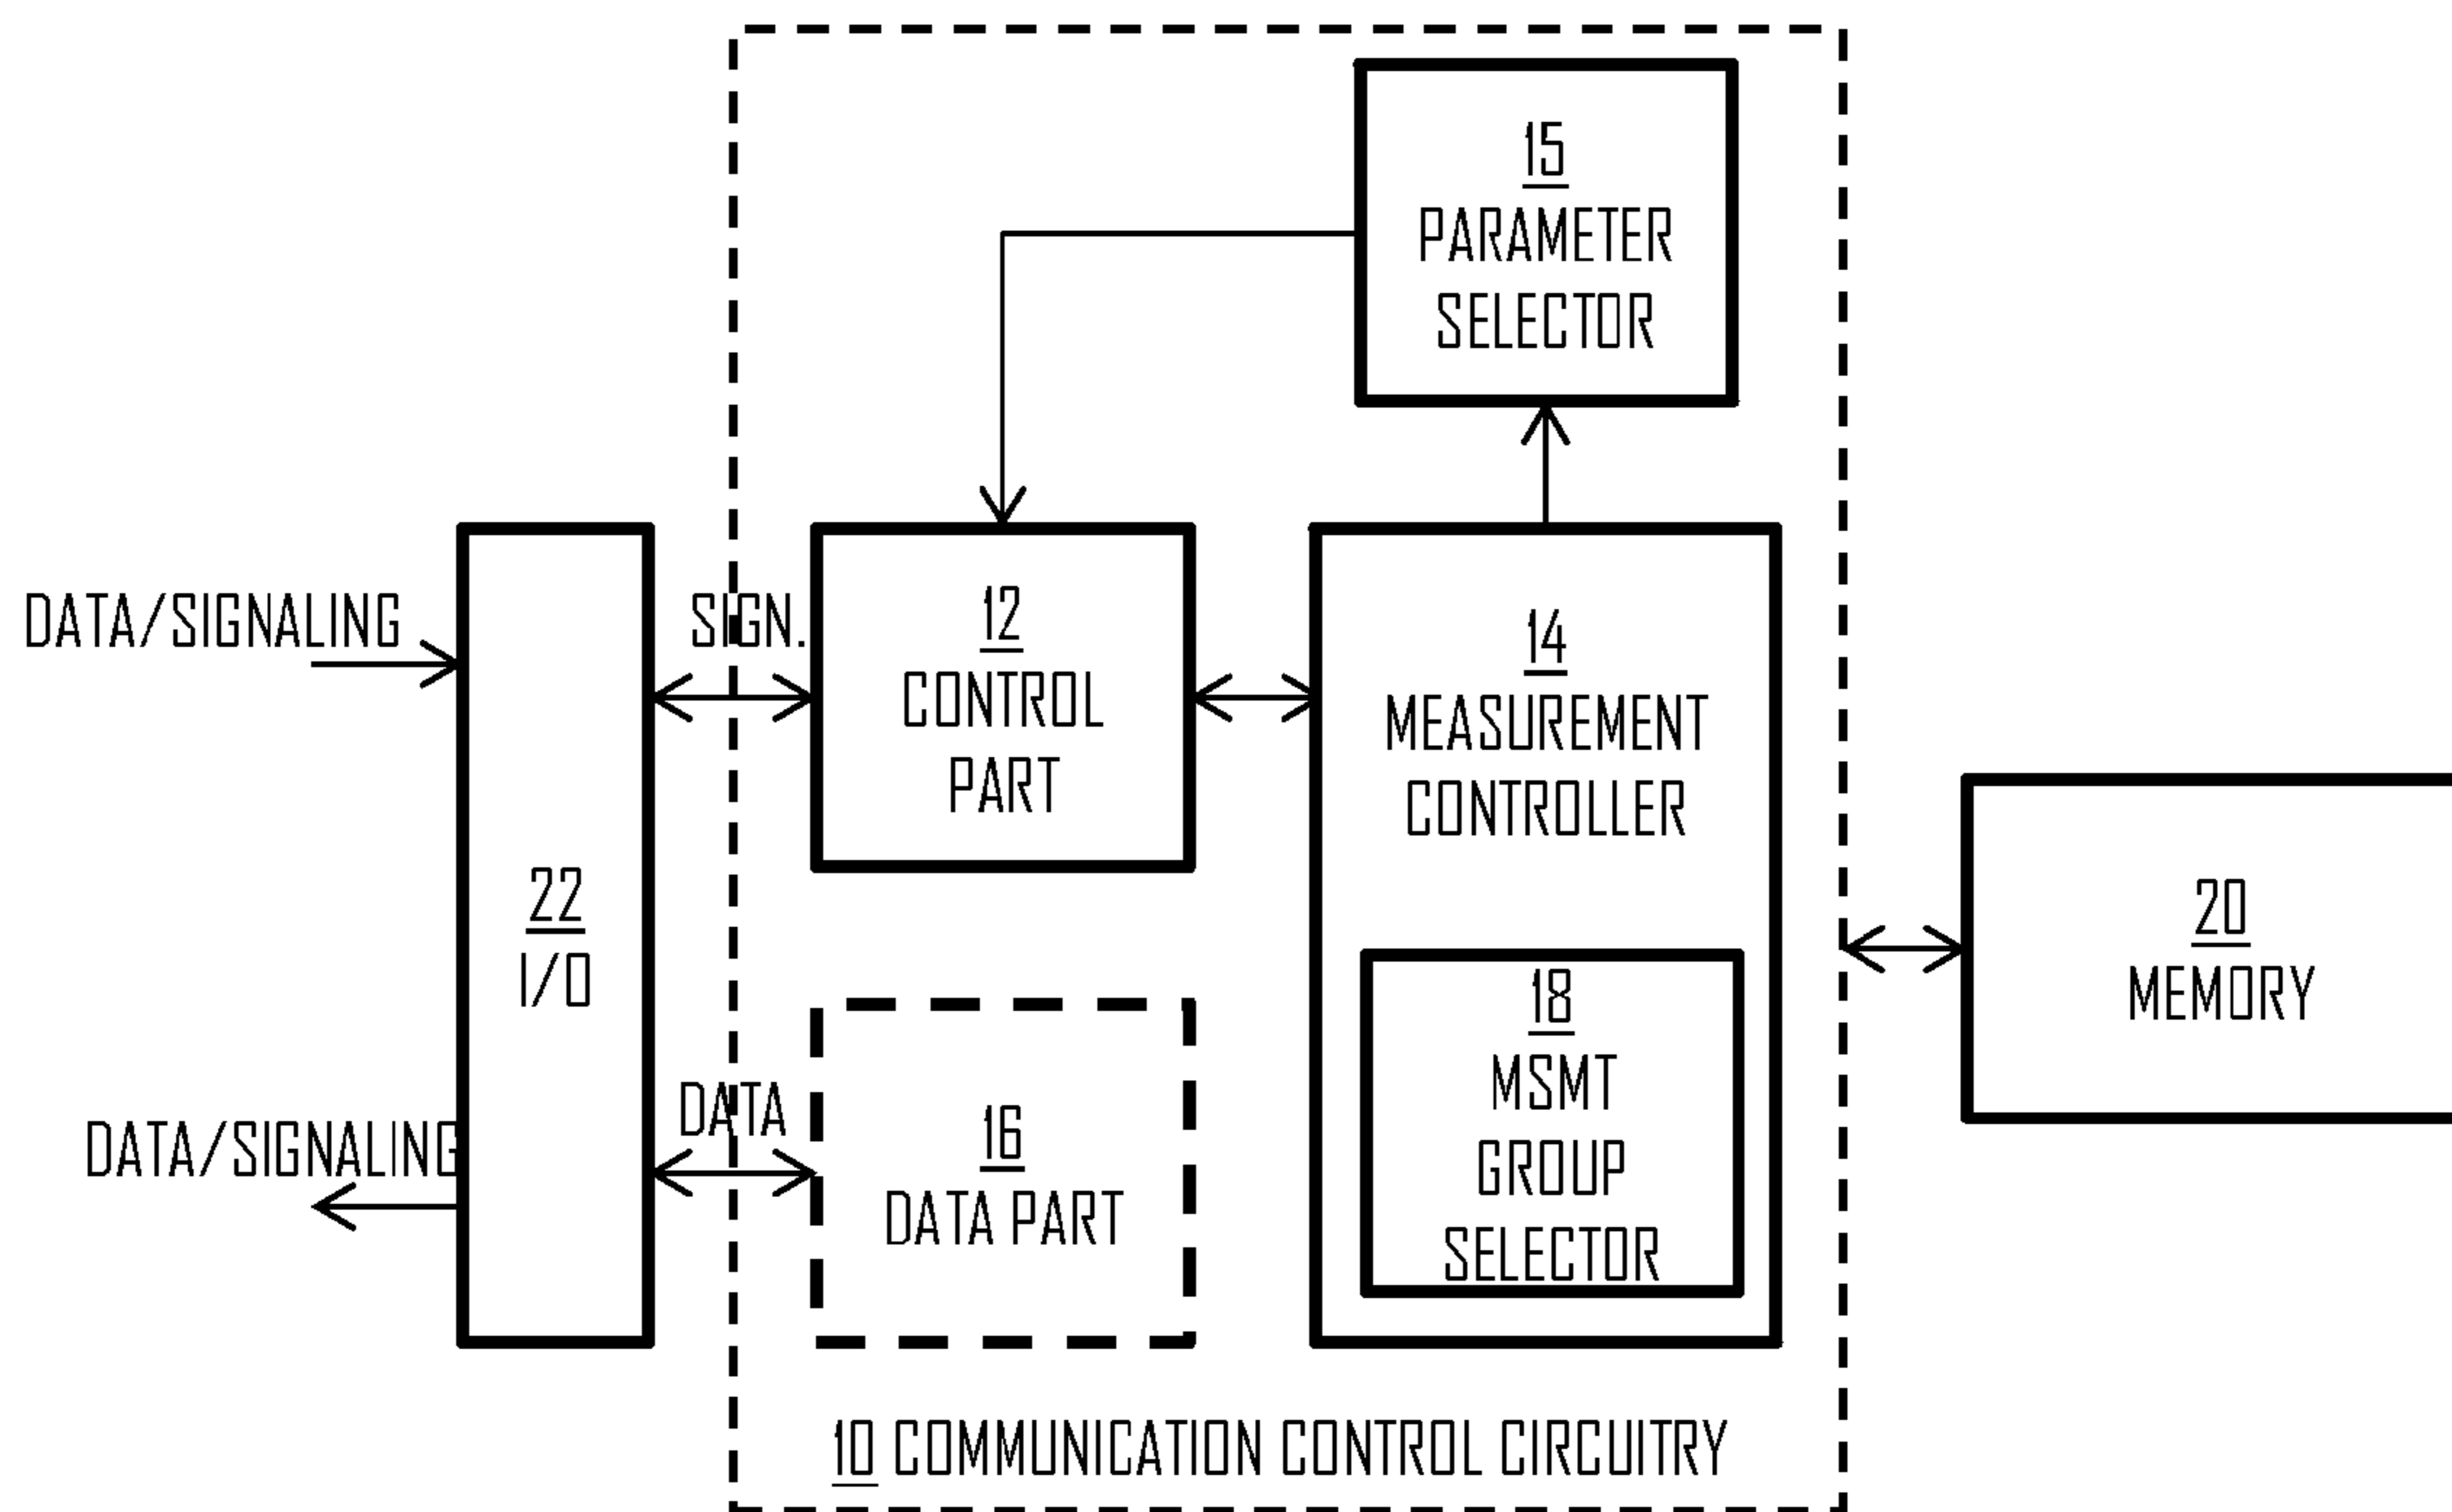 15
PARAMETER
SELECTOR
DATA/SIGNALING
SIGN.
12
CONTROL
PART
14
MEASUREMENT
CONTROLLER
22
I/O
20
MEMORY
18
MSMT
GROUP
SELECTOR
DATA
DATA/SIGNALING
16
DATA PART
10 COMMUNICATION CONTROL CIRCUITRY